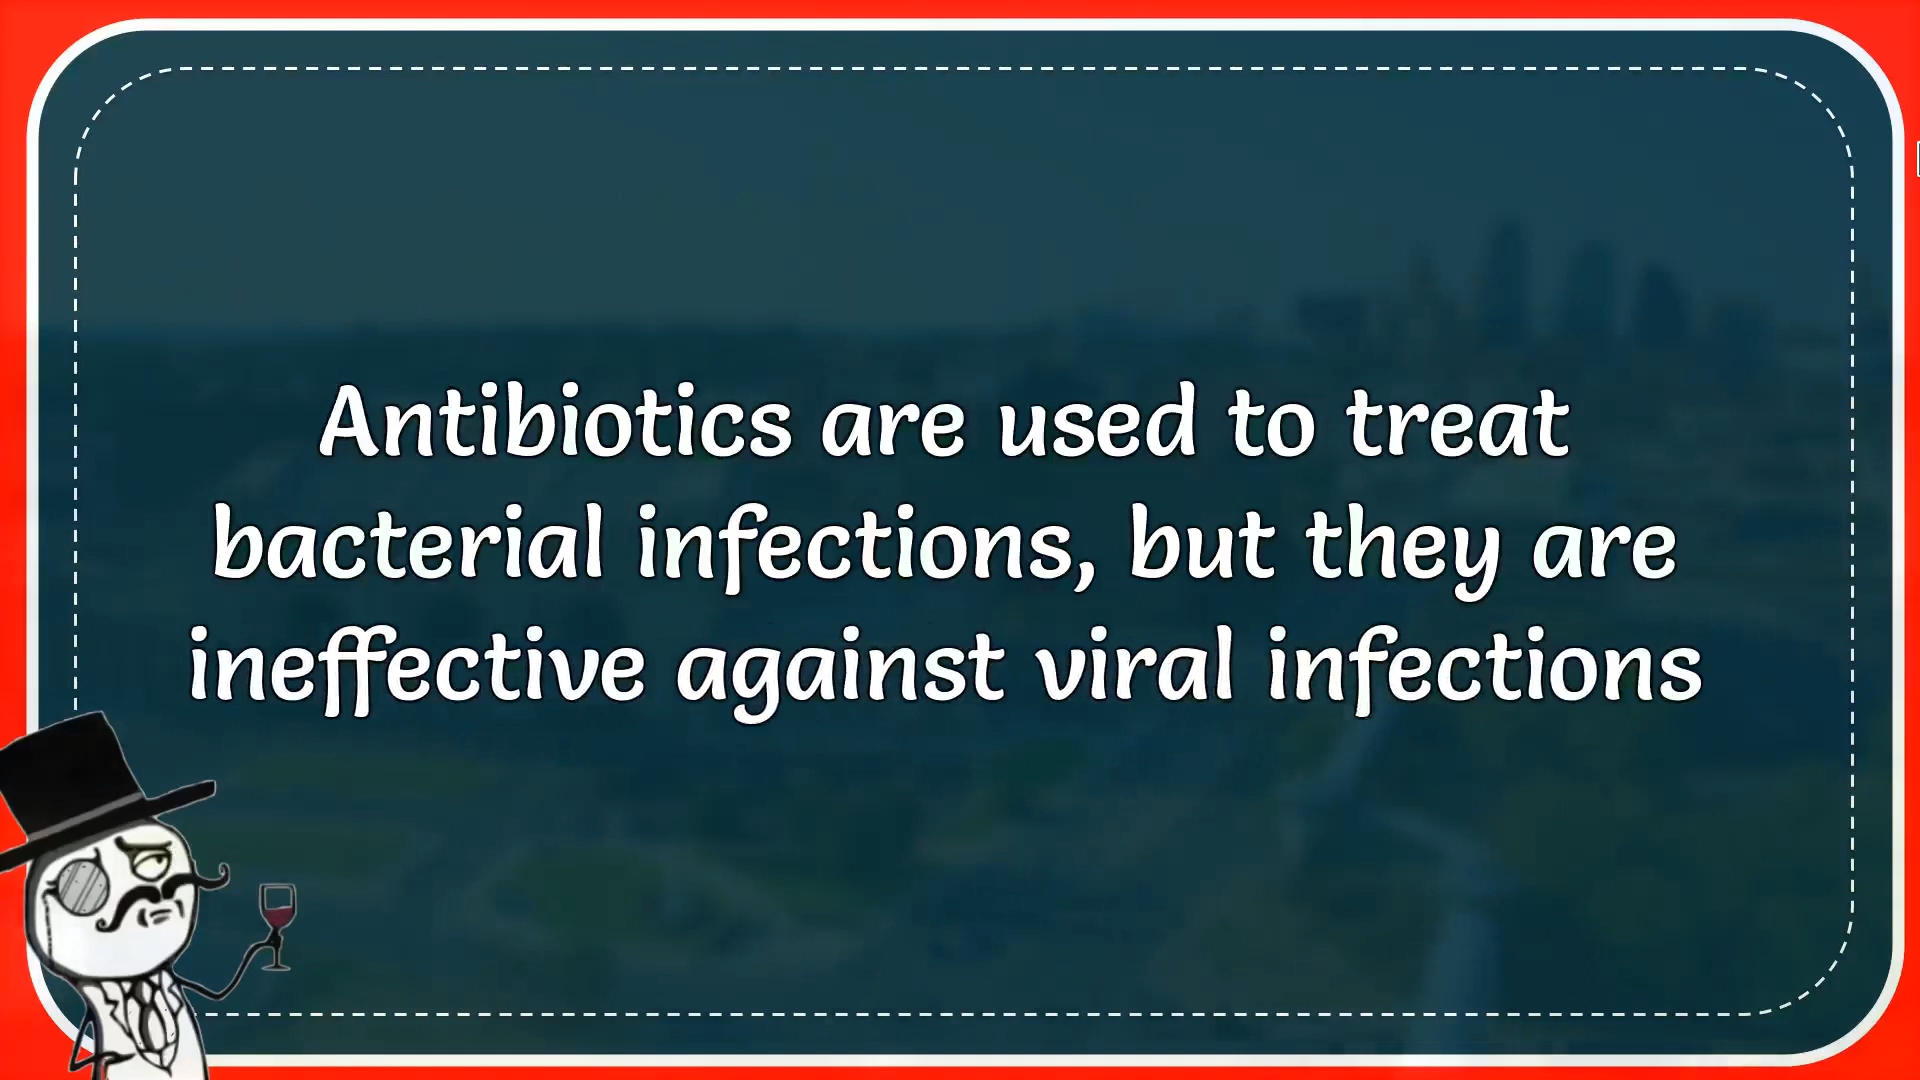 Antibiotics are used to treat
bacterial infections, but they are
ineffective against viral infections